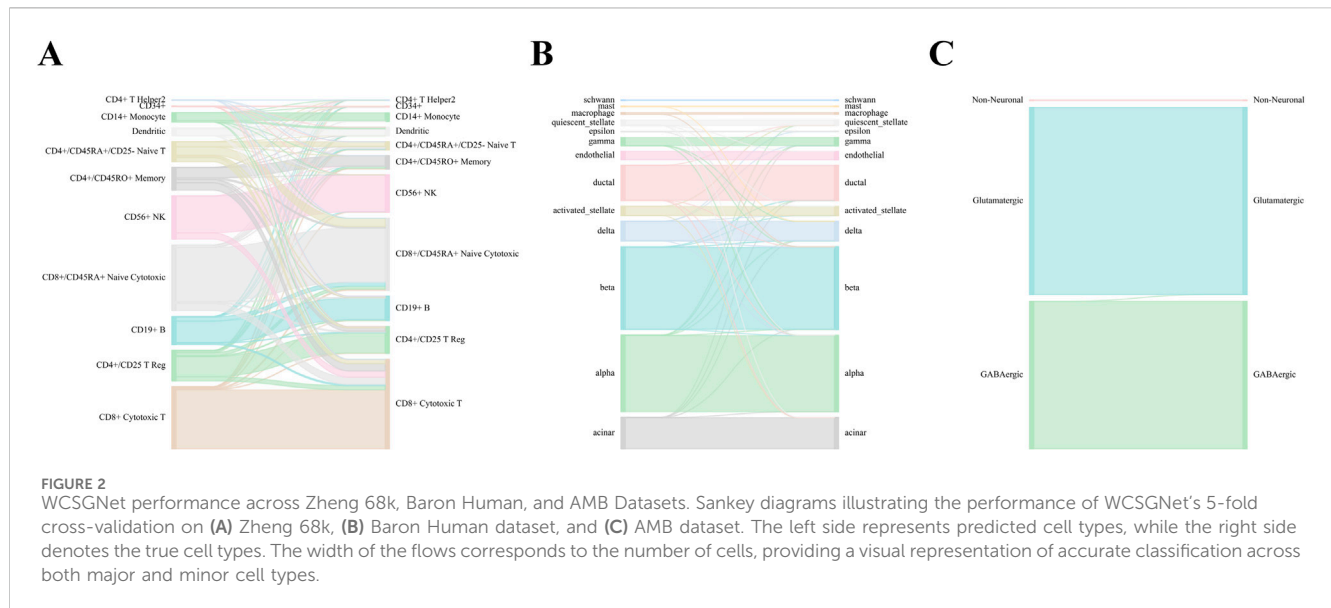 A
B
C
CD4+ T Helper2
CD34+
CD14+ Monocyte
Dendritic
CD4+/CD45RA+/CD25- Naive T
CD4+/CD45RO+ Memory
CD56+ NK
CD8+/CD45RA+ Naive Cytotoxic
CD19+ B
CD4+/CD25 T Reg
CD8+ Cytotoxic T
CD4+ T Helper2
CD34+
CD14+ Monocyte
Dendritic
CD4+/CD45RA+/CD25- Naive T
CD4+/CD45RO+ Memory
CD56+ NK
CD8+/CD45RA+ Naive Cytotoxic
CD19+ B
CD4+/CD25 T Reg
CD8+ Cytotoxic T
schwann
mast
macrophage
quiescent_stellate
epsilon
gamma
endothelial
ductal
activated_stellate
delta
beta
alpha
acinar
schwann
mast
macrophage
quiescent_stellate
epsilon
gamma
endothelial
ductal
activated_stellate
delta
beta
alpha
acinar
Non-Neuronal
Glutamatergic
GABAergic
Non-Neuronal
Glutamatergic
GABAergic
FIGURE 2
WCSGNet performance across Zheng 68k, Baron Human, and AMB Datasets. Sankey diagrams illustrating the performance of WCSGNet's 5-fold
cross-validation on (A) Zheng 68k, (B) Baron Human dataset, and (C) AMB dataset. The left side represents predicted cell types, while the right side
denotes the true cell types. The width of the flows corresponds to the number of cells, providing a visual representation of accurate classification across
both major and minor cell types.